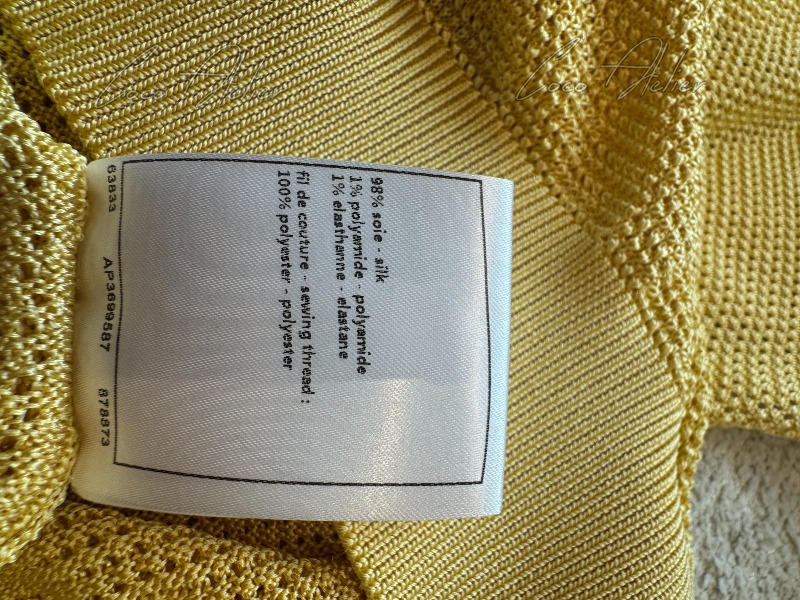 Coco Atelier
Coco Atelier
98% soie - silk
1% polyamide - polyamide
1% elasthanne - elastane
fil de couture - sewing thread :
100% polyester - polyester
63833 AP3699587 878873